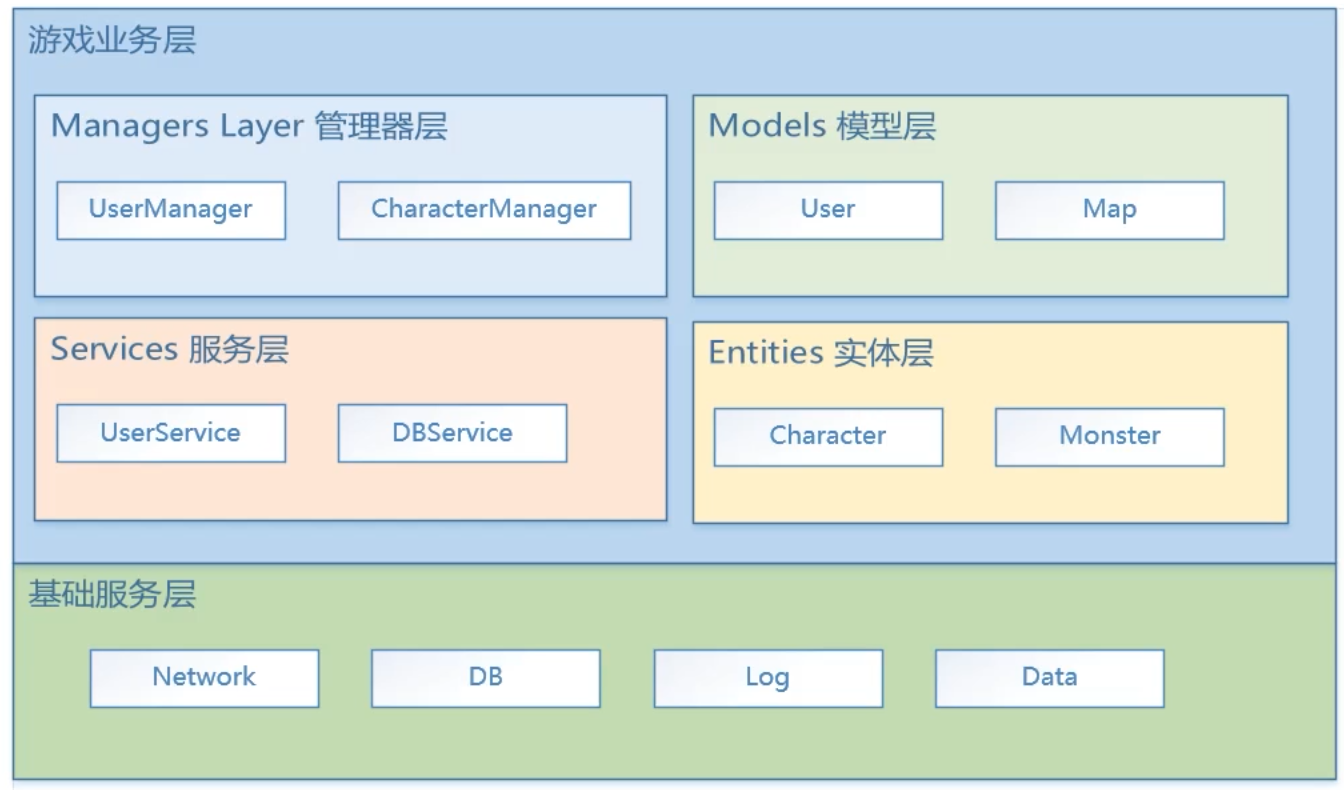 游戏业务层
Managers Layer 管理器层
UserManager
CharacterManager
Models 模型层
User
Map
Services 服务层
UserService
DBService
Entities 实体层
Character
Monster
基础服务层
Network
DB
Log
Data